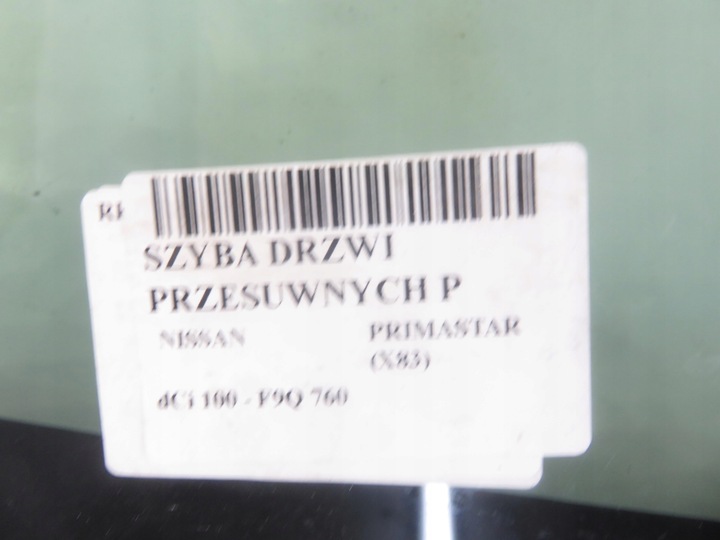 SZYBA DRZWI
PRZESUWNYCH P
NISSAN PRIMASTAR
(X83)
dCi 100 - F9Q 760